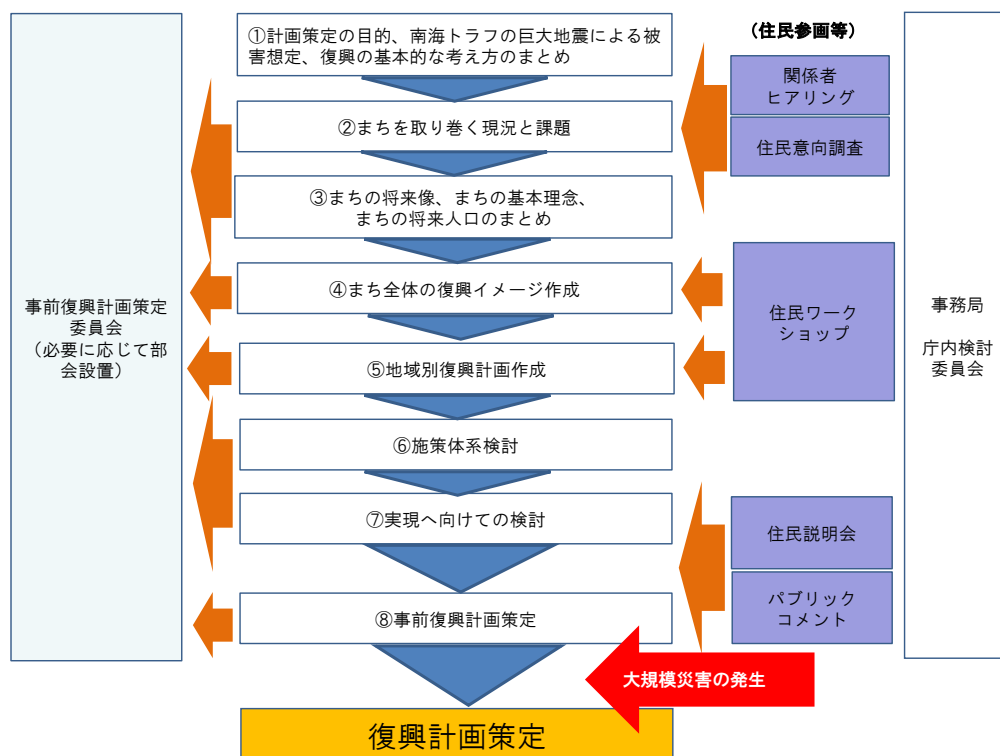 ①計画策定の目的、南海トラフの巨大地震による被
害想定、復興の基本的な考え方のまとめ
②まちを取り巻く現況と課題
③まちの将来像、まちの基本理念、
まちの将来人口のまとめ
④まち全体の復興イメージ作成
⑤地域別復興計画作成
⑥施策体系検討
⑦実現へ向けての検討
⑧事前復興計画策定
大規模災害の発生
復興計画策定
事前復興計画策定
委員会
（必要に応じて部
会設置）
(住民参画等)
関係者
ヒアリング
住民意向調査
住民ワーク
ショップ
住民説明会
パブリック
コメント
事務局
庁内検討
委員会